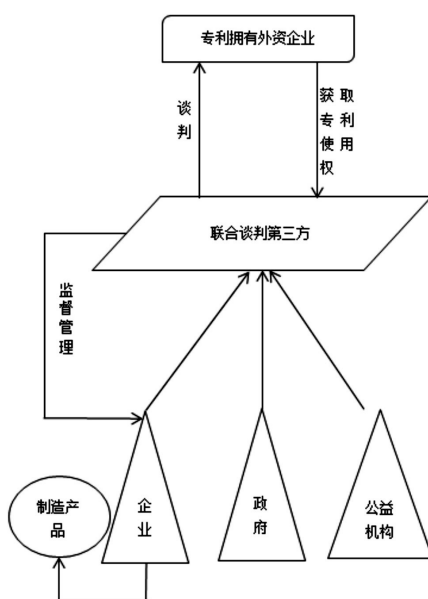 专利拥有外资企业
谈
判
获取
专利
使用
权
联合谈判第三方
监
督
管
理
制造产
品
企
业
政
府
公益
机构